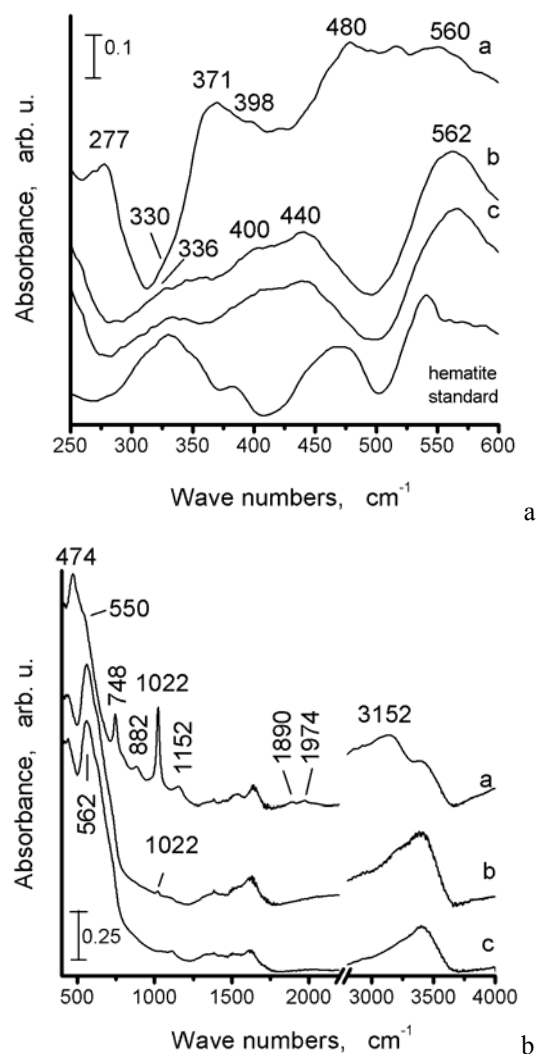 a
0.1
480
560
371
398
277
562
b
330
400
440
c
336
hematite
standard
Absorbance, arb. u.
250 300 350 400 450 500 550 600
Wave numbers, cm-1
a
474
550
748
882
1022
1152
1890
1974
3152
a
562
1022
b
0.25
c
Absorbance, arb. u.
500 1000 1500 2000 3000 3500 4000
Wave numbers, cm-1
b